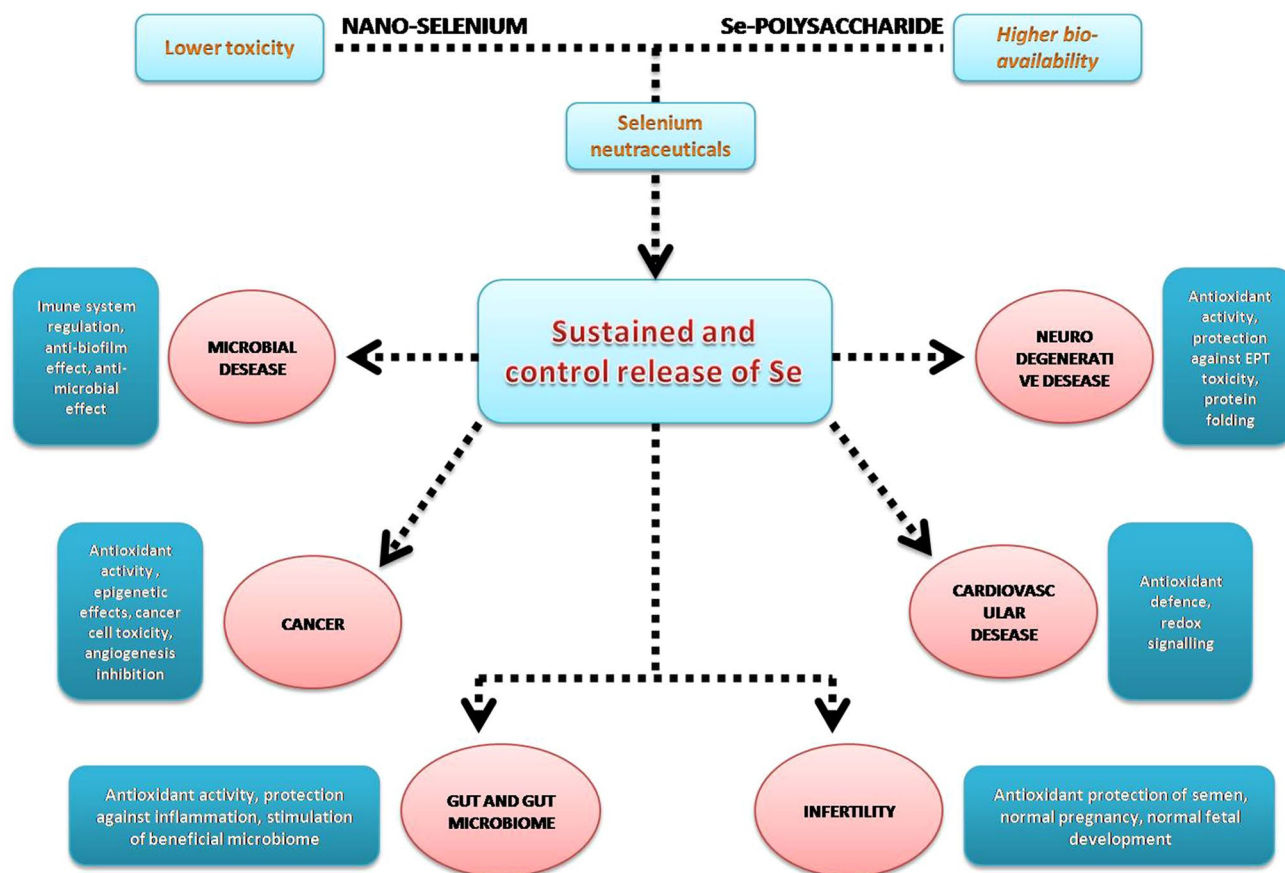 NANO-SELENIUM
Se-POLYSACCHARIDE
Lower toxicity
Higher bio-
availability
Selenium
neutraceuticals
Sustained and
control release of Se
Imune system
regulation,
anti-biofilm
effect, anti-
microbial
effect
MICROBIAL
DESEASE
NEURO
DEGENERATI
VE DESEASE
Antioxidant
activity,
protection
against EPT
toxicity,
protein
folding
Antioxidant
activity ,
epigenetic
effects, cancer
cell toxicity,
angiogenesis
inhibition
CANCER
CARDIOVASC
ULAR
DESEASE
Antioxidant
defence,
redox
signalling
Antioxidant activity, protection
against inflammation, stimulation
of beneficial microbiome
GUT AND GUT
MICROBIOME
INFERTILITY
Antioxidant protection of semen,
normal pregnancy, normal fetal
development